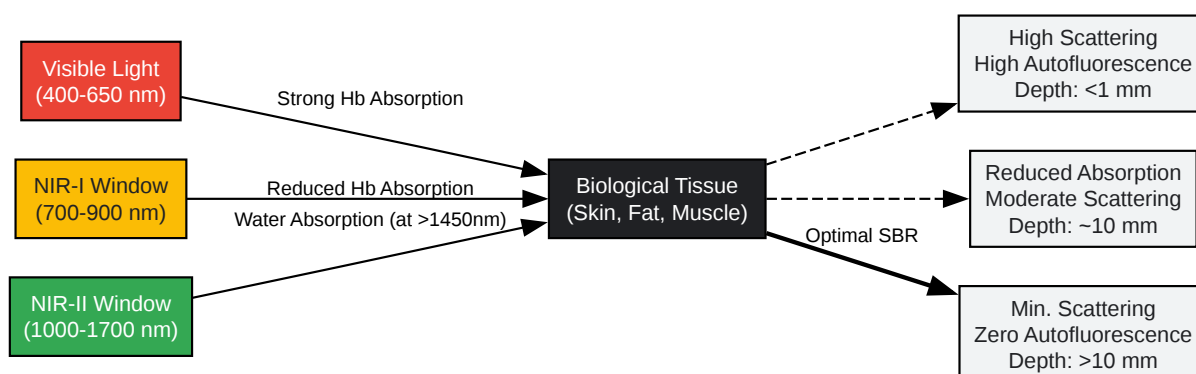 Visible Light
(400-650 nm)
NIR-I Window
(700-900 nm)
NIR-II Window
(1000-1700 nm)
Strong Hb Absorption
Reduced Hb Absorption
Water Absorption (at >1450nm)
Biological Tissue
(Skin, Fat, Muscle)
Optimal SBR
High Scattering
High Autofluorescence
Depth: <1 mm
Reduced Absorption
Moderate Scattering
Depth: ~10 mm
Min. Scattering
Zero Autofluorescence
Depth: >10 mm